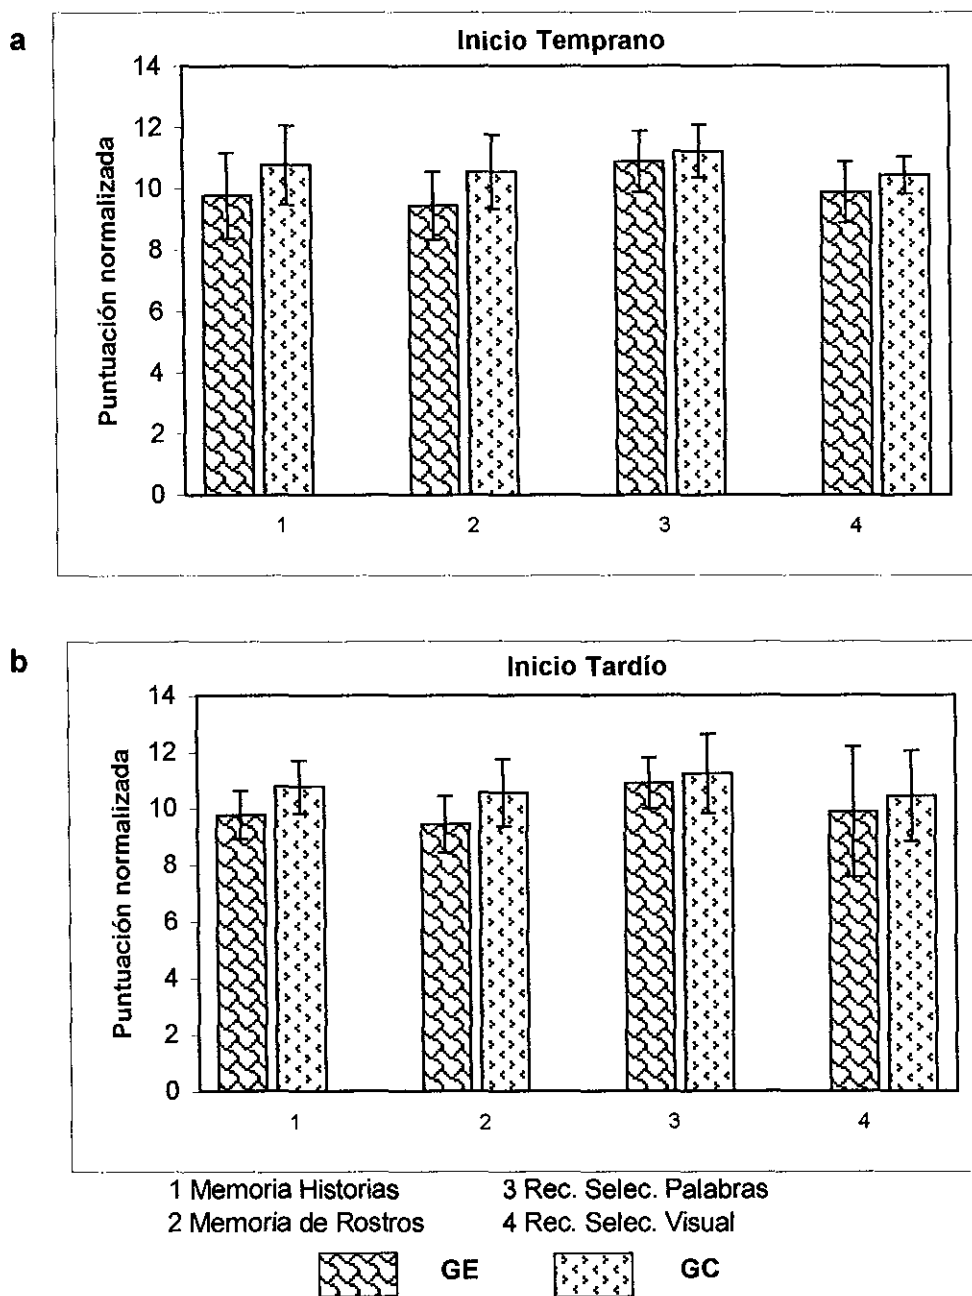 a
Inicio Temprano
Puntuación normalizada
14
12
10
8
6
4
2
0
1 2 3 4
b
Inicio Tardío
Puntuación normalizada
14
12
10
8
6
4
2
0
1 2 3 4
1 Memoria Historias 3 Rec. Selec. Palabras
2 Memoria de Rostros 4 Rec. Selec. Visual
GE GC